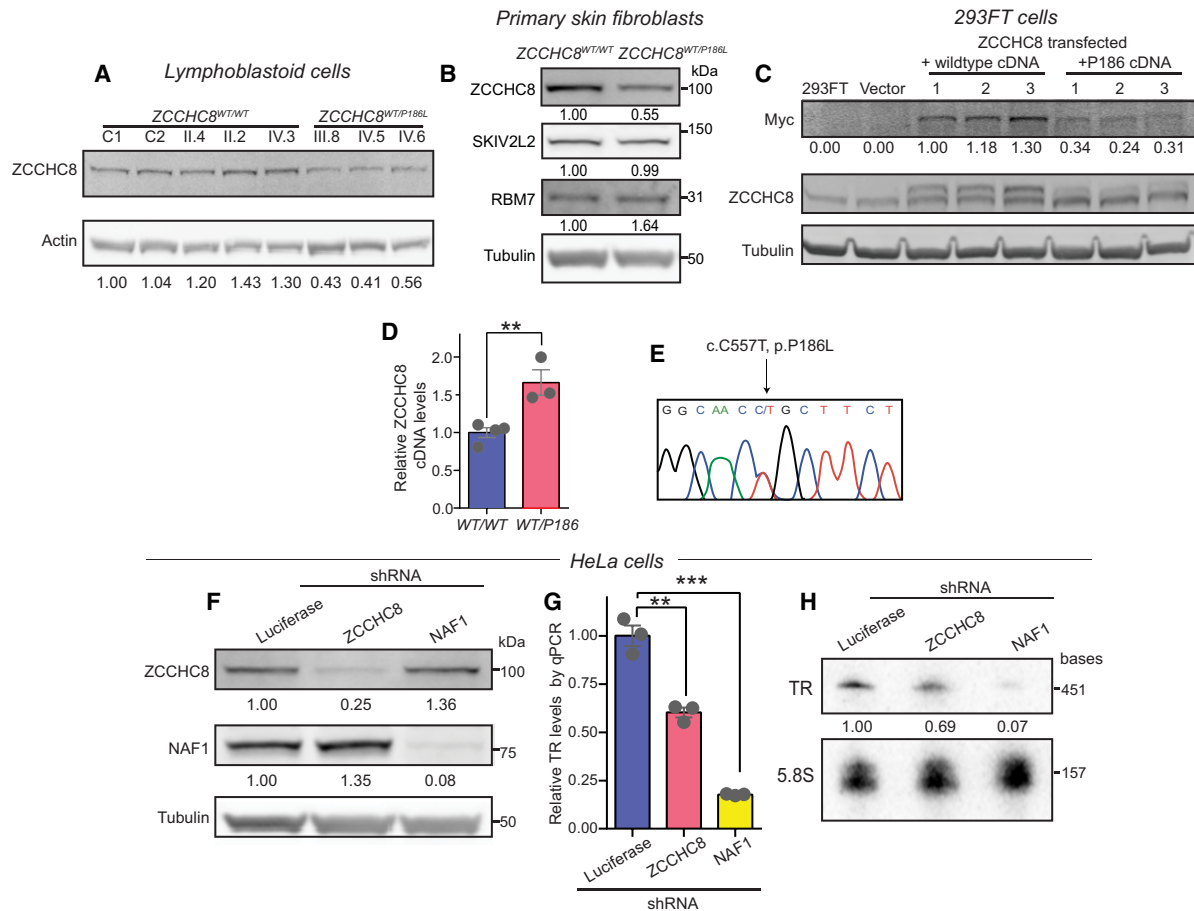 Primary skin fibroblasts
293FT cells
A
Lymphoblastoid cells
ZCCHC8WT/WT
ZCCHC8WT/P186L
C1 C2 II.4 II.2 IV.3 III.8 IV.5 IV.6
ZCCHC8
Actin
1.00 1.04 1.20 1.43 1.30 0.43 0.41 0.56
B
ZCCHC8WT/WT ZCCHC8WT/P186L
kDa
ZCCHC8
100
1.00 0.55
150
SKIV2L2
1.00 0.99
RBM7
31
1.00 1.64
Tubulin
50
C
ZCCHC8 transfected
+ wildtype cDNA +P186 cDNA
293FT Vector 1 2 3 1 2 3
Myc
0.00 0.00 1.00 1.18 1.30 0.34 0.24 0.31
ZCCHC8
Tubulin
D
**
Relative ZCCHC8
cDNA levels
2.0
1.5
1.0
0.5
0.0
WT/WT WT/P186
E
c.C557T, p.P186L
G G C AA C C/T G C T T C T
HeLa cells
F
shRNA
Luciferase ZCCHC8 NAF1
kDa
ZCCHC8
100
1.00 0.25 1.36
NAF1
75
1.00 1.35 0.08
Tubulin
50
G
***
**
Relative TR levels by qPCR
1.00
0.75
0.50
0.25
0.00
Luciferase ZCCHC8 NAF1
shRNA
H
shRNA
Luciferase ZCCHC8 NAF1
bases
TR
451
1.00 0.69 0.07
5.8S
157